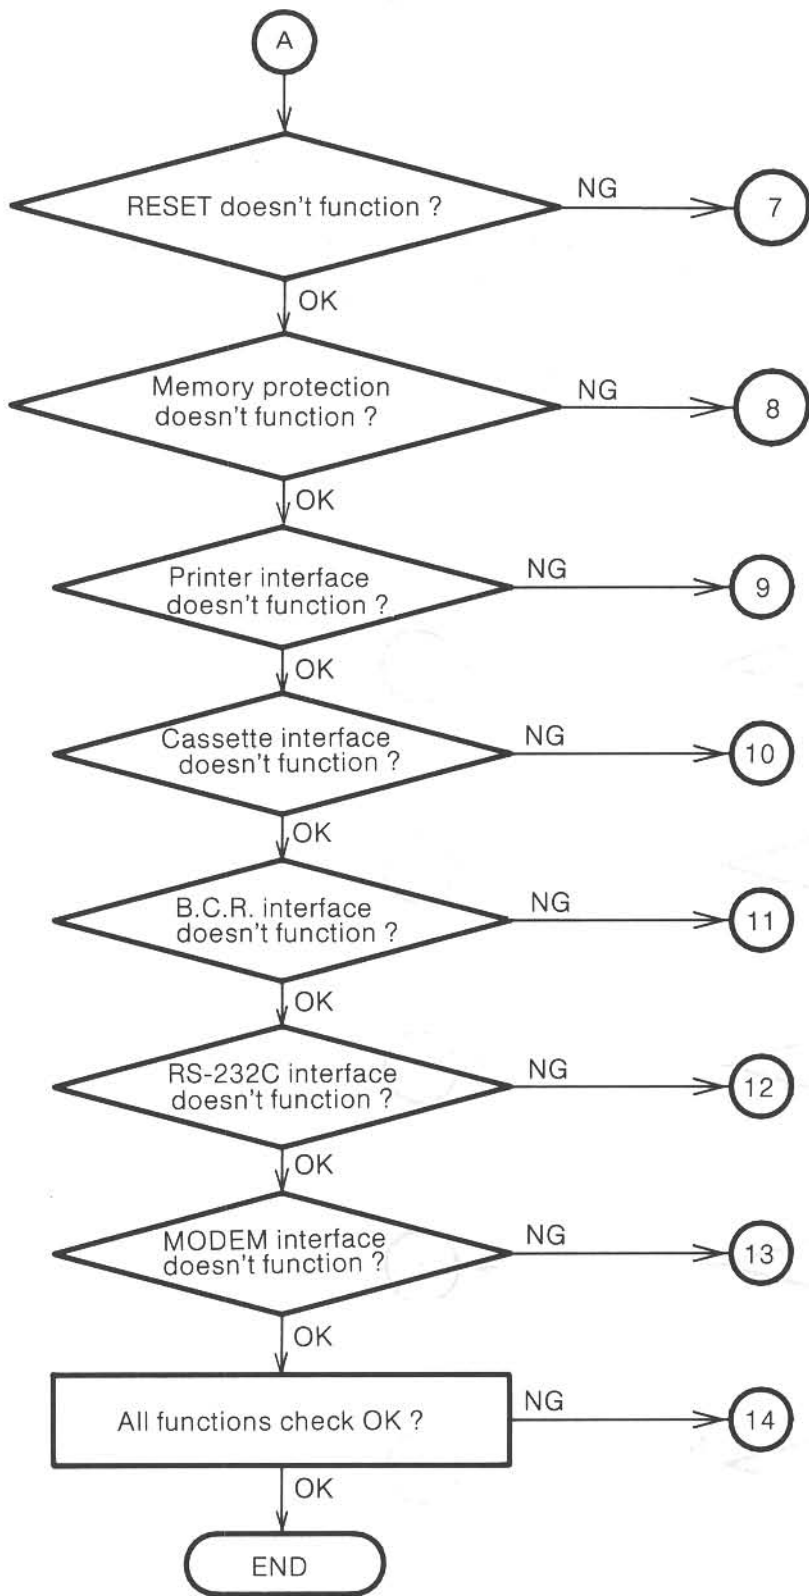 A
RESET doesn't function ?
NG
7
OK
Memory protection
doesn't function ?
NG
8
OK
Printer interface
doesn't function ?
NG
9
OK
Cassette interface
doesn't function ?
NG
10
OK
B.C.R. interface
doesn't function ?
NG
11
OK
RS-232C interface
doesn't function ?
NG
12
OK
MODEM interface
doesn't function ?
NG
13
OK
All functions check OK ?
NG
14
OK
END